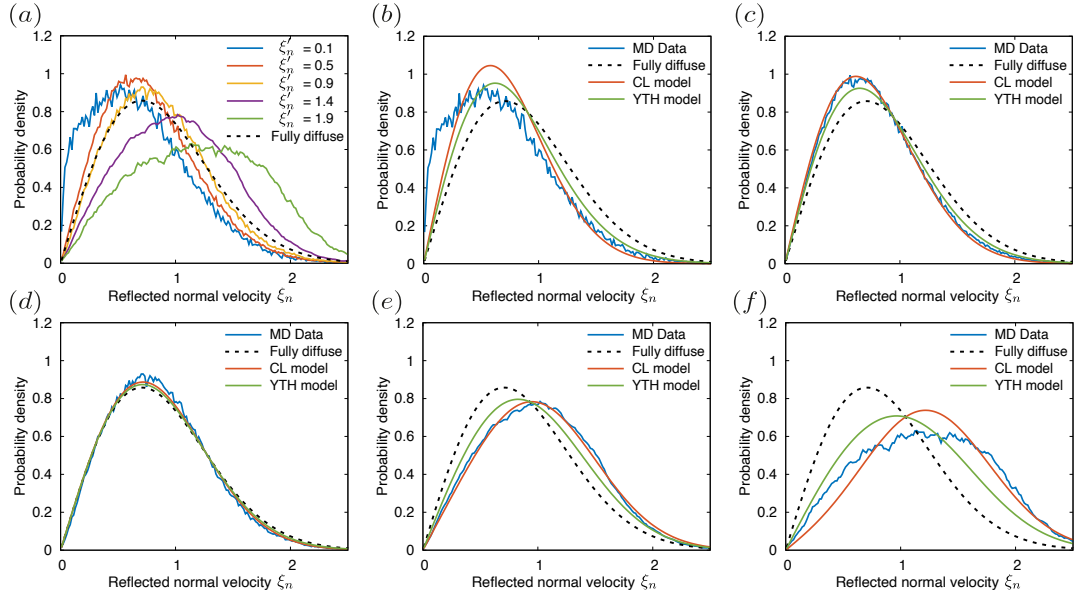 (a)
1.2
1
0.8
0.6
0.4
0.2
0
0 1 2
Probability density
Reflected normal velocity ξn
ξ'n = 0.1
ξ'n = 0.5
ξ'n = 0.9
ξ'n = 1.4
ξ'n = 1.9
Fully diffuse
(b)
1.2
1
0.8
0.6
0.4
0.2
0
0 1 2
Probability density
Reflected normal velocity ξn
MD Data
Fully diffuse
CL model
YTH model
(c)
1.2
1
0.8
0.6
0.4
0.2
0
0 1 2
Probability density
Reflected normal velocity ξn
MD Data
Fully diffuse
CL model
YTH model
(d)
1.2
1
0.8
0.6
0.4
0.2
0
0 1 2
Probability density
Reflected normal velocity ξn
MD Data
Fully diffuse
CL model
YTH model
(e)
1.2
1
0.8
0.6
0.4
0.2
0
0 1 2
Probability density
Reflected normal velocity ξn
MD Data
Fully diffuse
CL model
YTH model
(f)
1.2
1
0.8
0.6
0.4
0.2
0
0 1 2
Probability density
Reflected normal velocity ξn
MD Data
Fully diffuse
CL model
YTH model